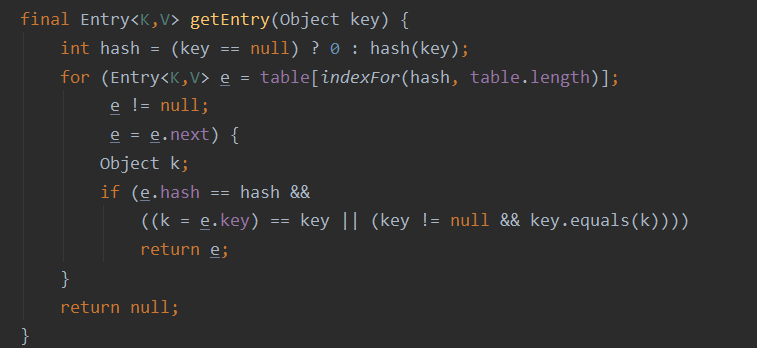 final Entry<K,V> getEntry(Object key) {
    int hash = (key == null) ? 0 : hash(key);
    for (Entry<K,V> e = table[indexFor(hash, table.length)];
         e != null;
         e = e.next) {
        Object k;
        if (e.hash == hash &&
            ((k = e.key) == key || (key != null && key.equals(k))))
            return e;
    }
    return null;
}